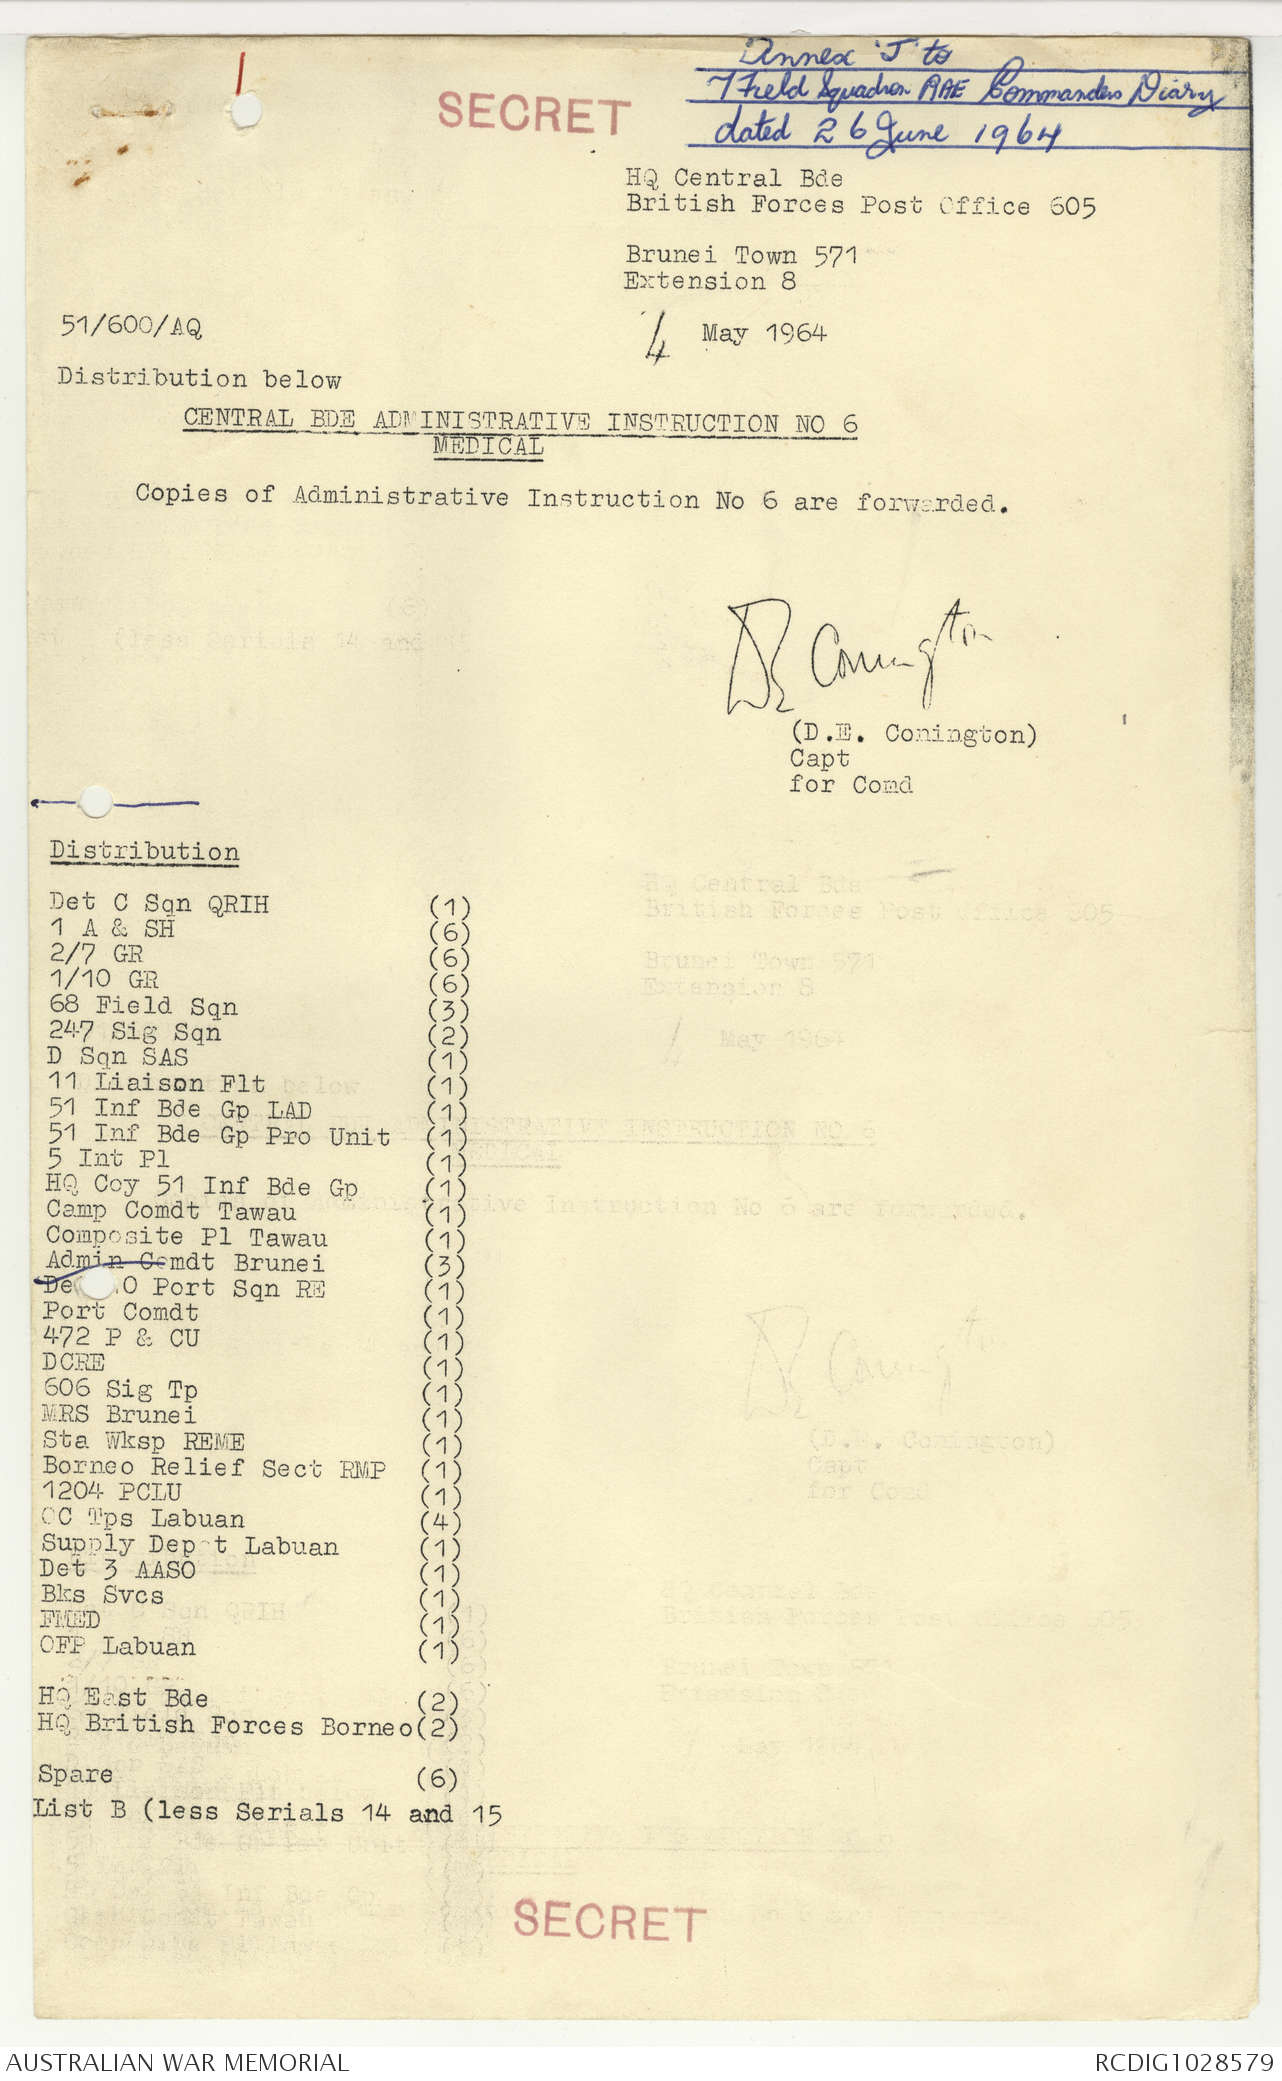 Annex 'J' to
7 Field Squadron RAE Commanders Diary
dated 26 June 1964
SECRET
HQ Central Bde
British Forces Post Office 605
Brunei Town 571
Extension 8
51/600/AQ
4 May 1964
Distribution below
CENTRAL BDE ADMINISTRATIVE INSTRUCTION NO 6
MEDICAL
Copies of Administrative Instruction No 6 are forwarded.
DE Conington
(D.E. Conington)
Capt
for Comd
Distribution
Det C Sqn QRIH (1)
1 A & SH (6)
2/7 GR (6)
1/10 GR (6)
68 Field Sqn (3)
247 Sig Sqn (2)
D Sqn SAS (1)
11 Liaison Flt (1)
51 Inf Bde Gp LAD (1)
51 Inf Bde Gp Pro Unit (1)
5 Int Pl (1)
HQ Coy 51 Inf Bde Gp (1)
Camp Comdt Tawau (1)
Composite Pl Tawau (1)
Admin Comdt Brunei (3)
De O Port Sqn RE (1)
Port Comdt (1)
472 P & CU (1)
DCRE (1)
606 Sig Tp (1)
MRS Brunei (1)
Sta Wksp REME (1)
Borneo Relief Sect RMP (1)
1204 PCLU (1)
OC Tps Labuan (4)
Supply Depot Labuan (1)
Det 3 AASO (1)
Bks Svcs (1)
FMED (1)
OFP Labuan (1)
HQ East Bde (2)
HQ British Forces Borneo(2)
Spare (6)
List B (less Serials 14 and 15
SECRET
AUSTRALIAN WAR MEMORIAL
RCDIG1028579